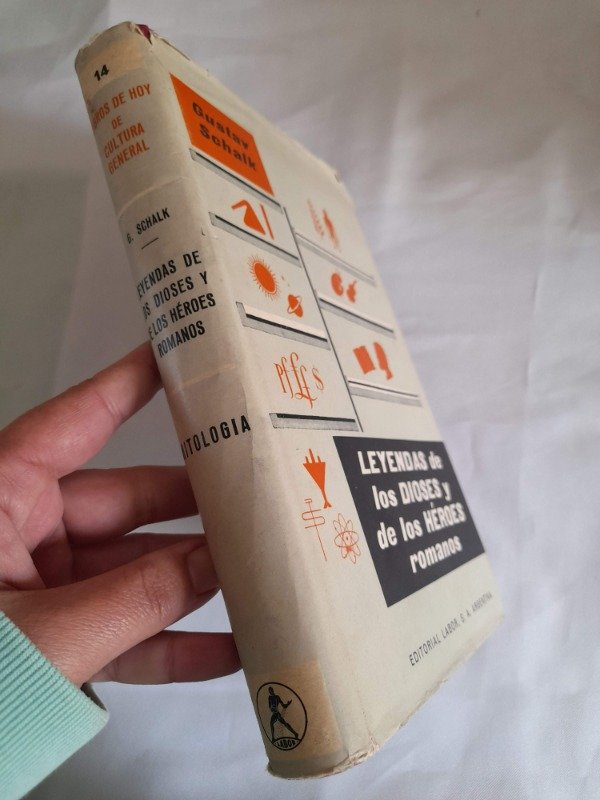 14
DE HOY
DE
CULTURA
GENERAL
G. SCHALK
LEYENDAS DE
LOS DIOSES Y
DE LOS HÉROES
ROMANOS
MITOLOGIA
LABOR
Gustav
Schalk
LEYENDAS de
los DIOSES y
de los HÉROES
romanos
EDITORIAL LABOR, S. A. ARGENTINA